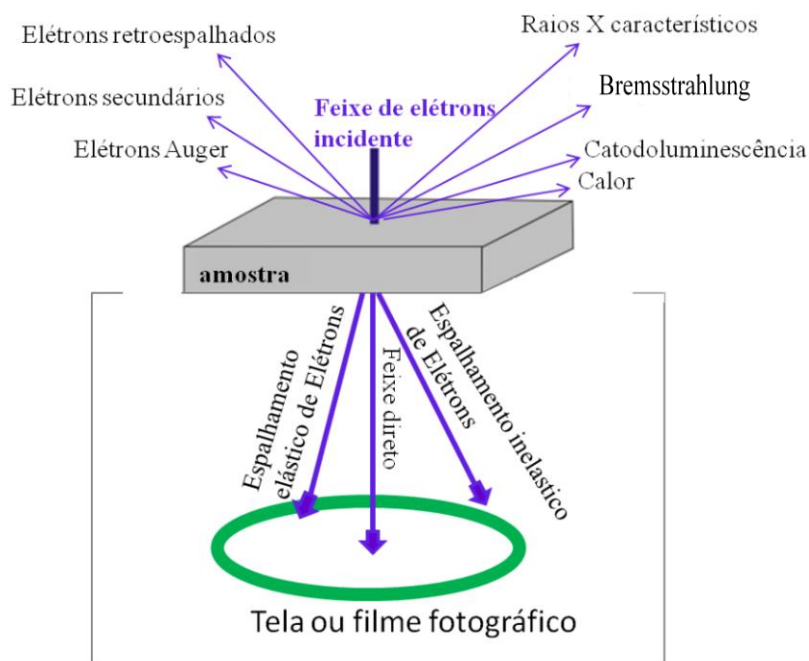 Elétrons retroespalhados
Raios X característicos
Elétrons secundários
Feixe de elétrons
incidente
Bremsstrahlung
Elétrons Auger
Catodoluminescência
Calor
amostra
Espalhamento
elástico de Elétrons
Feixe direto
Espalhamento inelastico
de Elétrons
Tela ou filme fotográfico